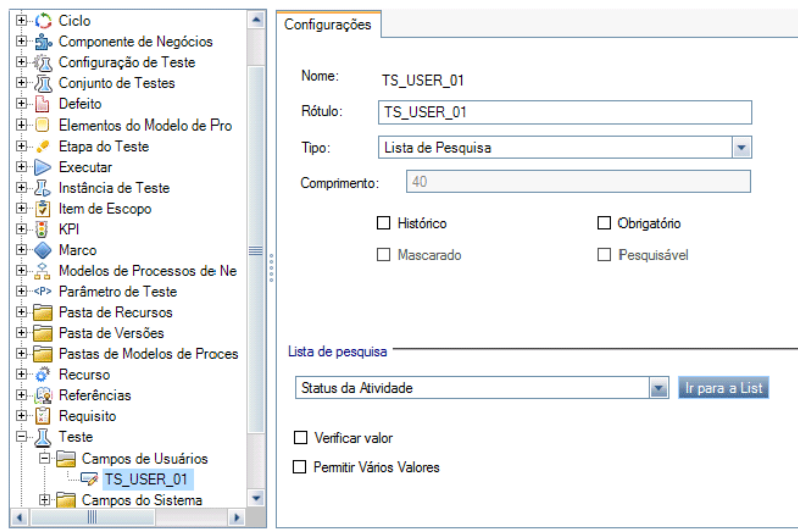 Ciclo
Componente de Negócios
Configuração de Teste
Conjunto de Testes
Defeito
Elementos do Modelo de Pro
Etapa do Teste
Executar
Instância de Teste
Item de Escopo
KPI
Marco
Modelos de Processos de Ne
<P> Parâmetro de Teste
Pasta de Recursos
Pasta de Versões
Pastas de Modelos de Proces
Recurso
Referências
Requisito
Teste
Campos de Usuários
TS_USER_01
Campos do Sistema
Configurações
Nome: TS_USER_01
Rótulo: TS_USER_01
Tipo: Lista de Pesquisa
Comprimento: 40
Histórico Obrigatório
Mascarado Pesquisável
Lista de pesquisa
Status da Atividade Ir para a List
Verificar valor
Permitir Vários Valores